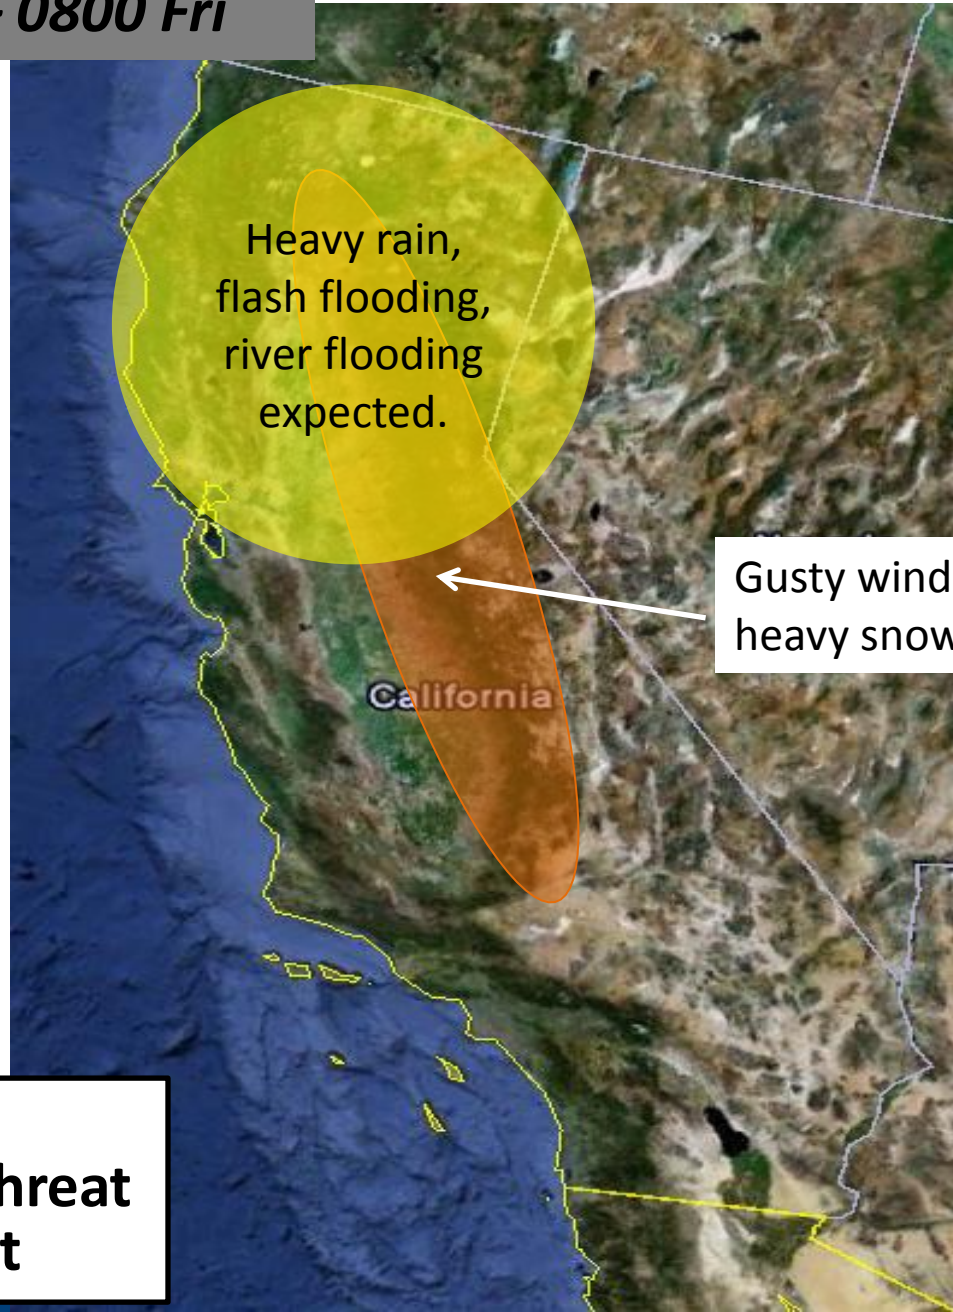 - 0800 Fri
Heavy rain,
flash flooding,
river flooding
expected.
Gusty wind
heavy snow
California
hreat
t